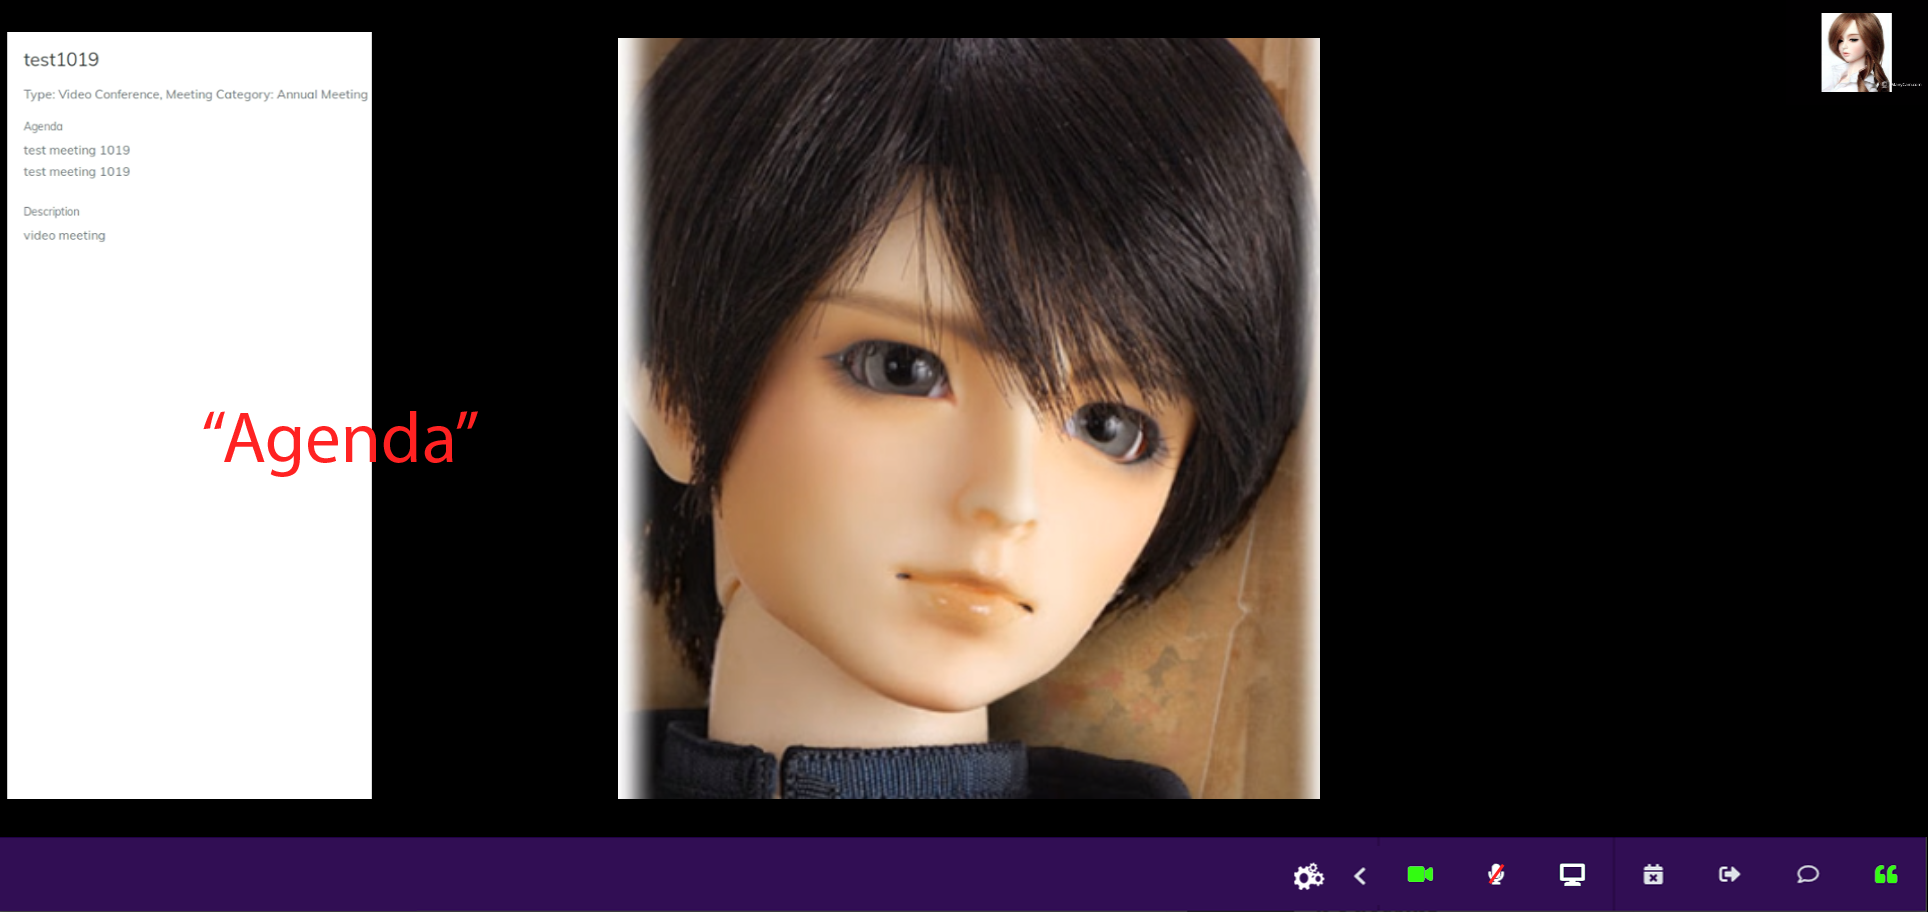 test1019
Type: Video Conference, Meeting Category: Annual Meeting
Agenda
test meeting 1019
test meeting 1019
Description
video meeting
“Agenda”